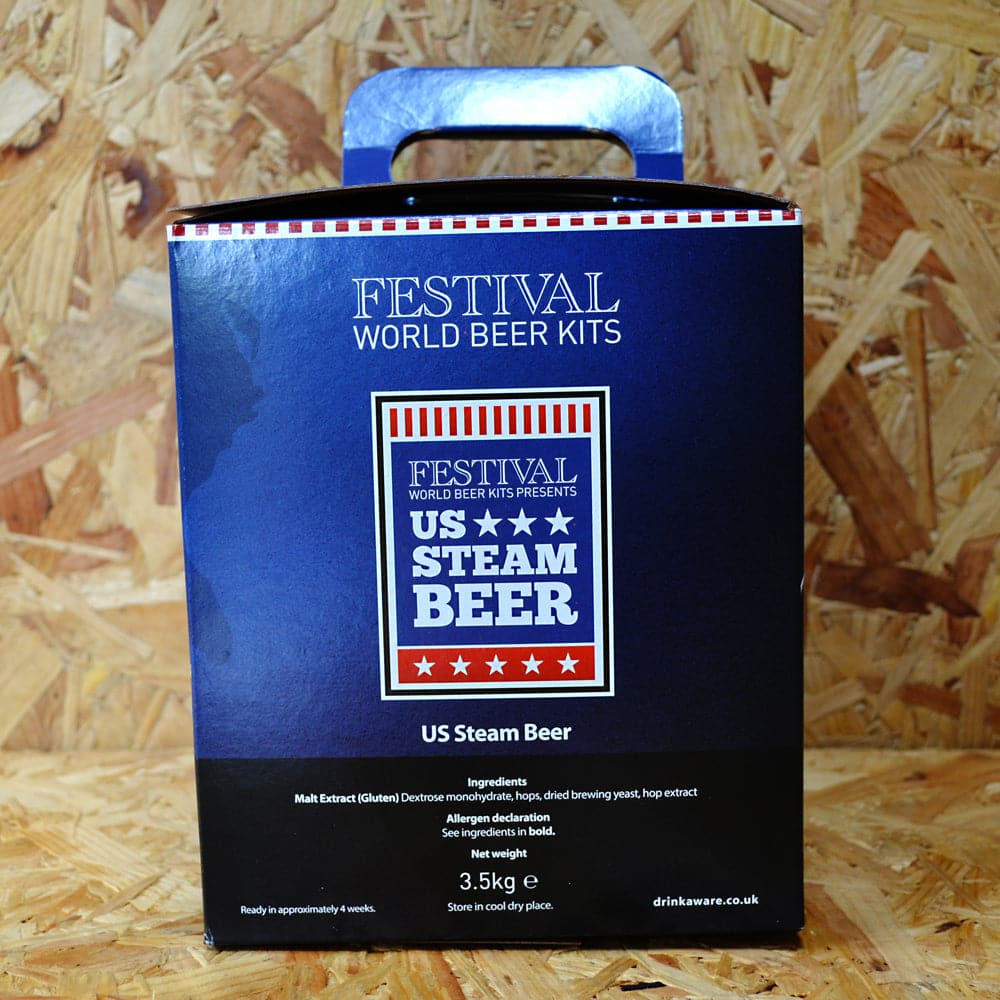 FESTIVAL
WORLD BEER KITS
FESTIVAL
WORLD BEER KITS PRESENTS
US
STEAM
BEER
US Steam Beer
Ingredients
Malt Extract (Gluten) Dextrose monohydrate, hops, dried brewing yeast, hop extract
Allergen declaration
See ingredients in bold.
Net weight
3.5kg ℮
Ready in approximately 4 weeks.
Store in cool dry place.
drinkaware.co.uk